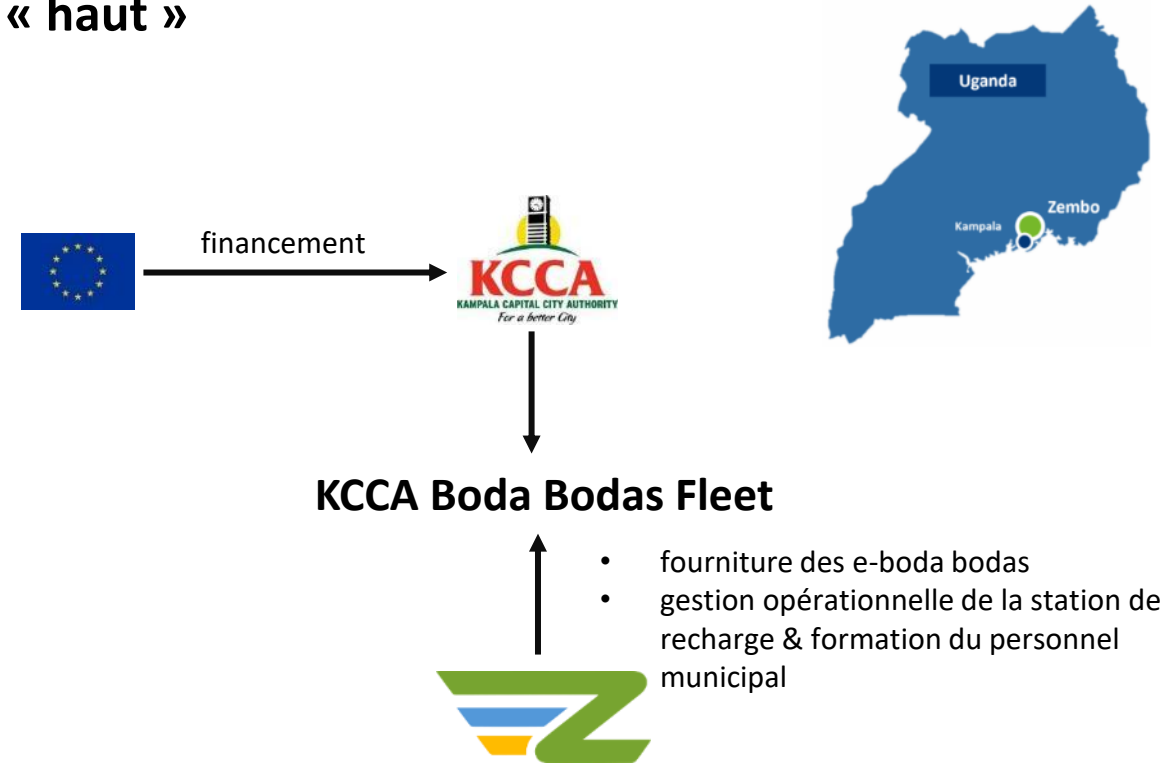 « haut »
Uganda
Zembo
Kampala
financement
KCCA
KAMPALA CAPITAL CITY AUTHORITY
For a better City
KCCA Boda Bodas Fleet
• fourniture des e-boda bodas
• gestion opérationnelle de la station de
recharge & formation du personnel
municipal